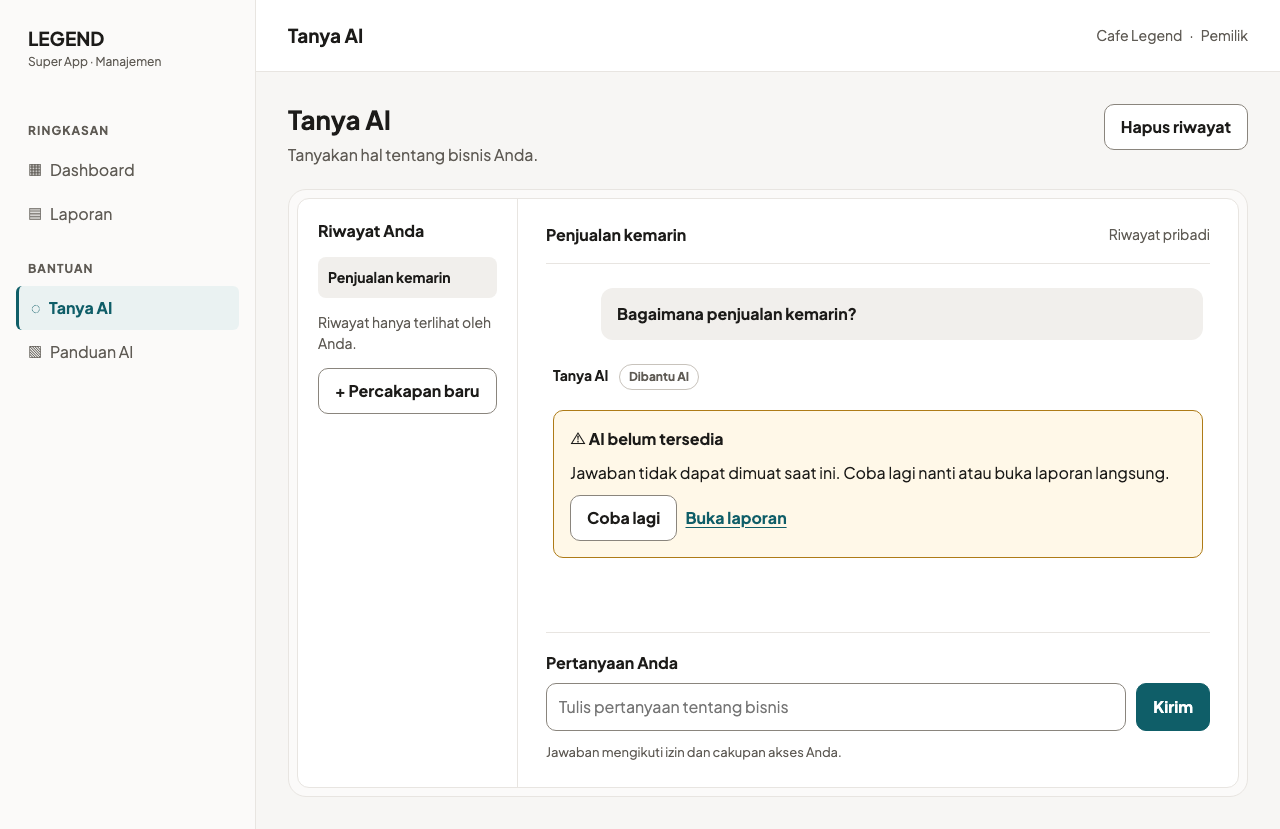 LEGEND
Super App · Manajemen
RINGKASAN
Dashboard
Laporan
BANTUAN
Tanya AI
Panduan AI
Tanya AI
Cafe Legend · Pemilik
Tanya AI
Tanyakan hal tentang bisnis Anda.
Hapus riwayat
Riwayat Anda
Penjualan kemarin
Riwayat hanya terlihat oleh
Anda.
+ Percakapan baru
Penjualan kemarin
Riwayat pribadi
Bagaimana penjualan kemarin?
Tanya AI
Dibantu AI
⚠ AI belum tersedia
Jawaban tidak dapat dimuat saat ini. Coba lagi nanti atau buka laporan langsung.
Coba lagi
Buka laporan
Pertanyaan Anda
Tulis pertanyaan tentang bisnis
Kirim
Jawaban mengikuti izin dan cakupan akses Anda.